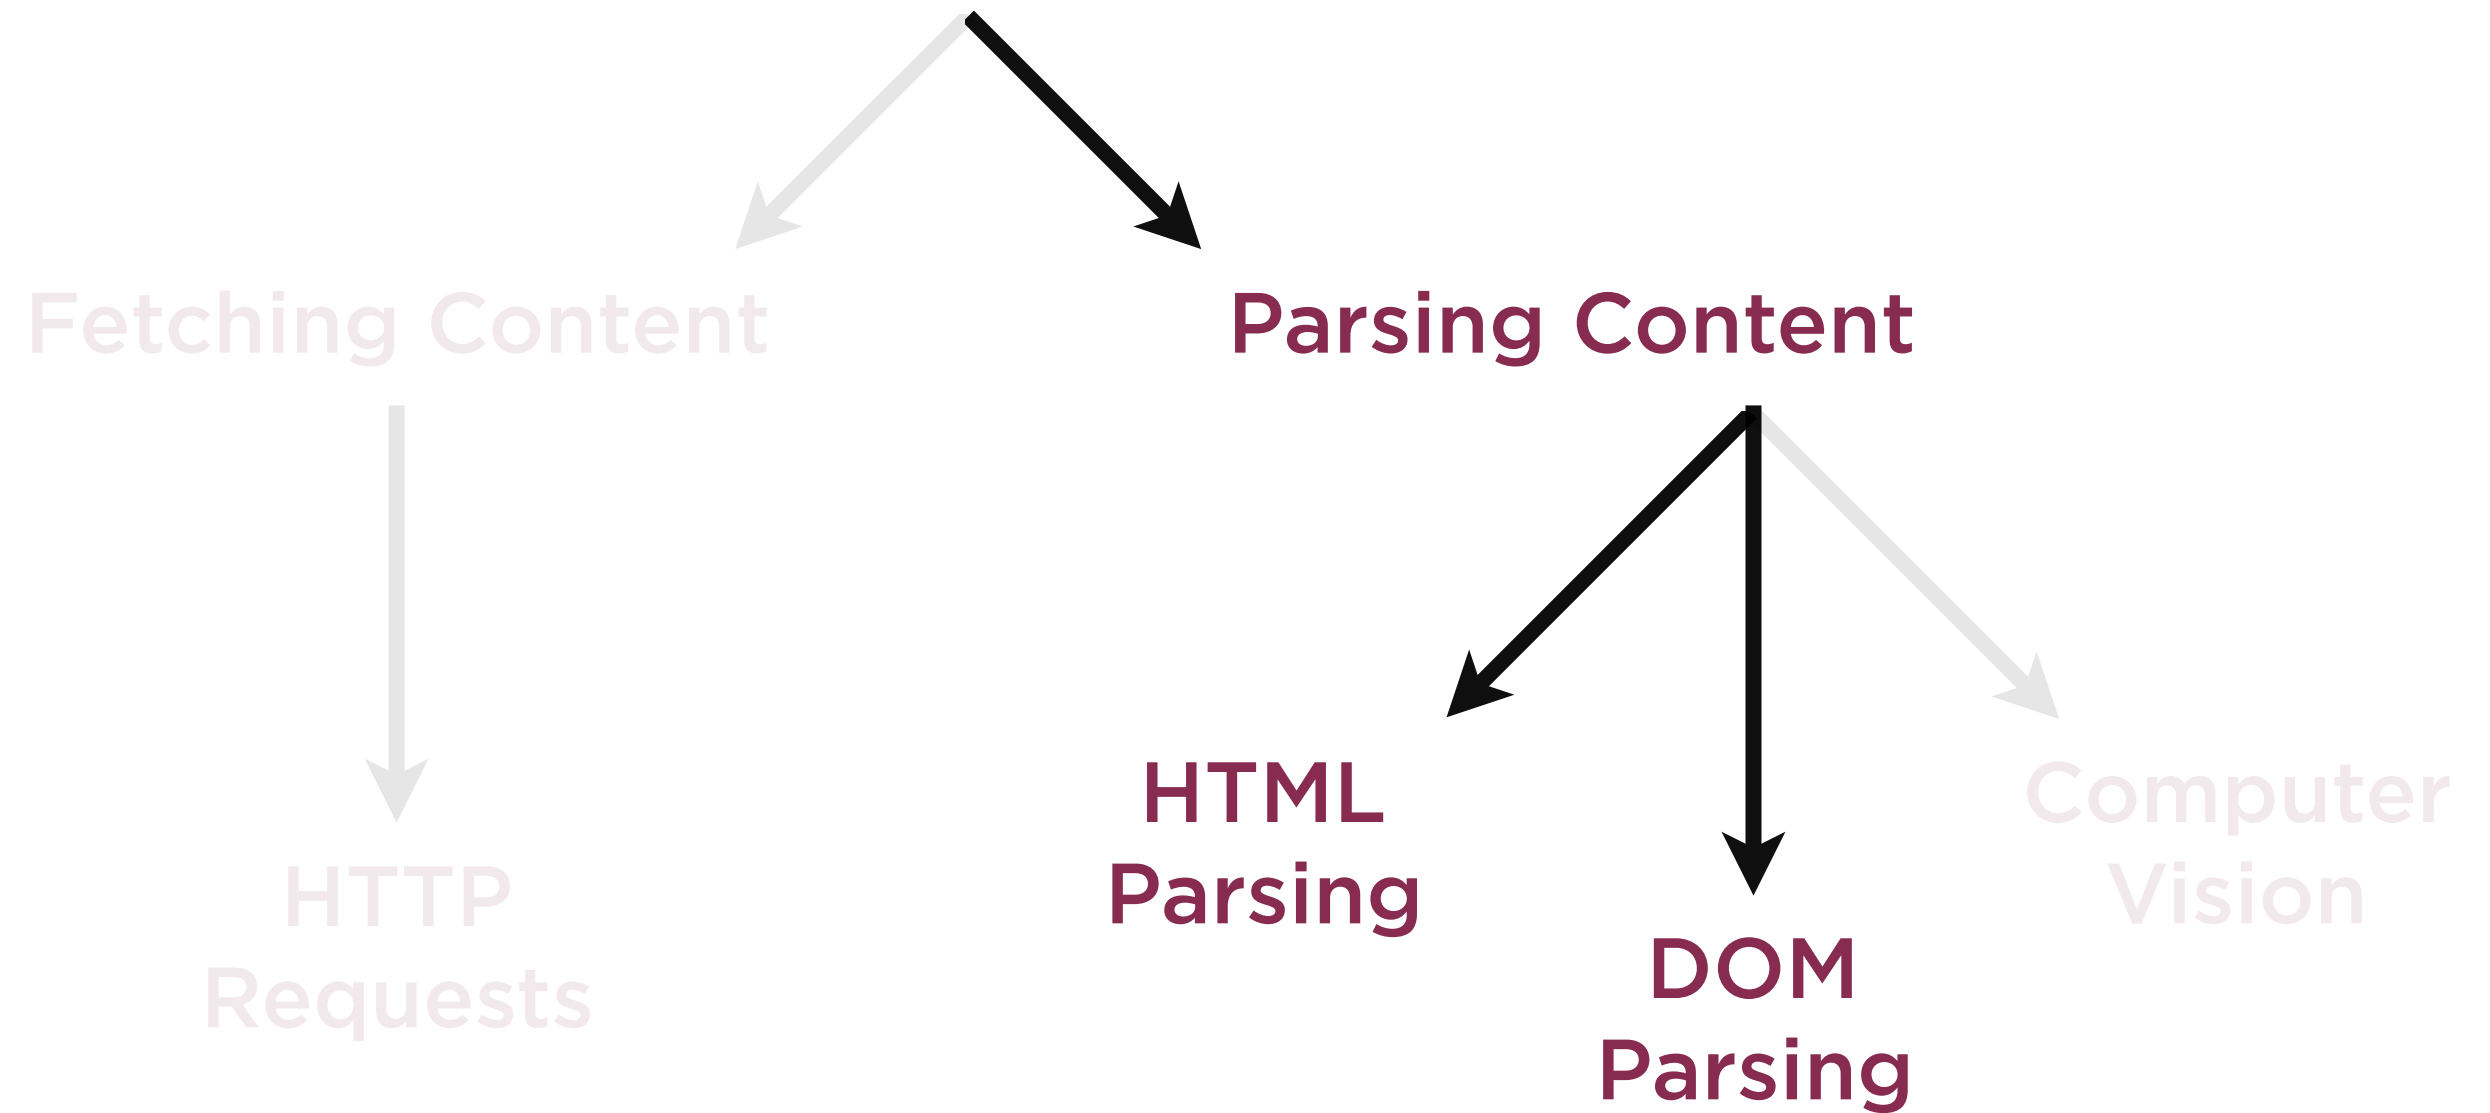 Fetching Content
Parsing Content
HTTP
Requests
HTML
Parsing
DOM
Parsing
Computer
Vision